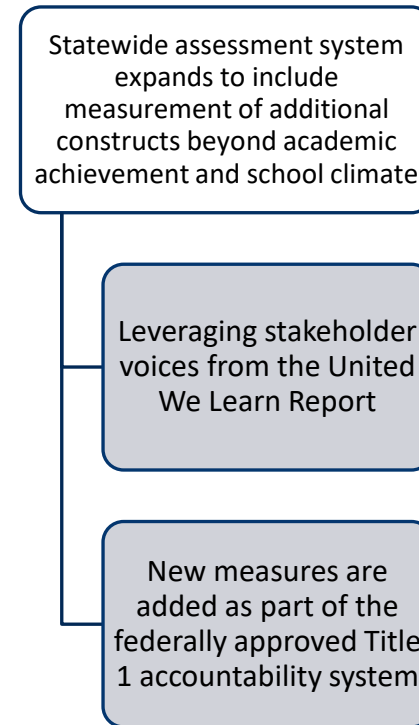 Statewide assessment system
expands to include
measurement of additional
constructs beyond academic
achievement and school climate
Leveraging stakeholder
voices from the United
We Learn Report
New measures are
added as part of the
federally approved Title
1 accountability system